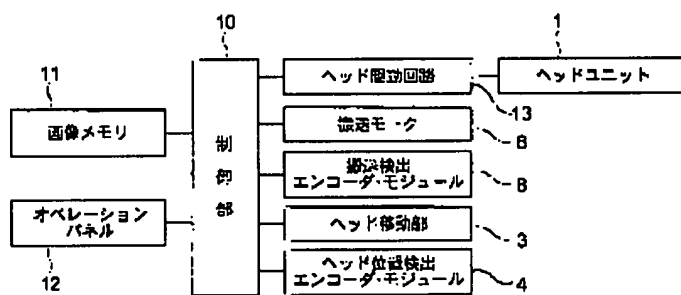 10
1
11
ヘッド駆動回路
ヘッドユニット
13
画像メモリ
搬送モータ
8
制御部
搬送検出
エンコーダ・モジュール
8
オペレーション
パネル
ヘッド移動部
3
12
ヘッド位置検出
エンコーダ・モジュール
4